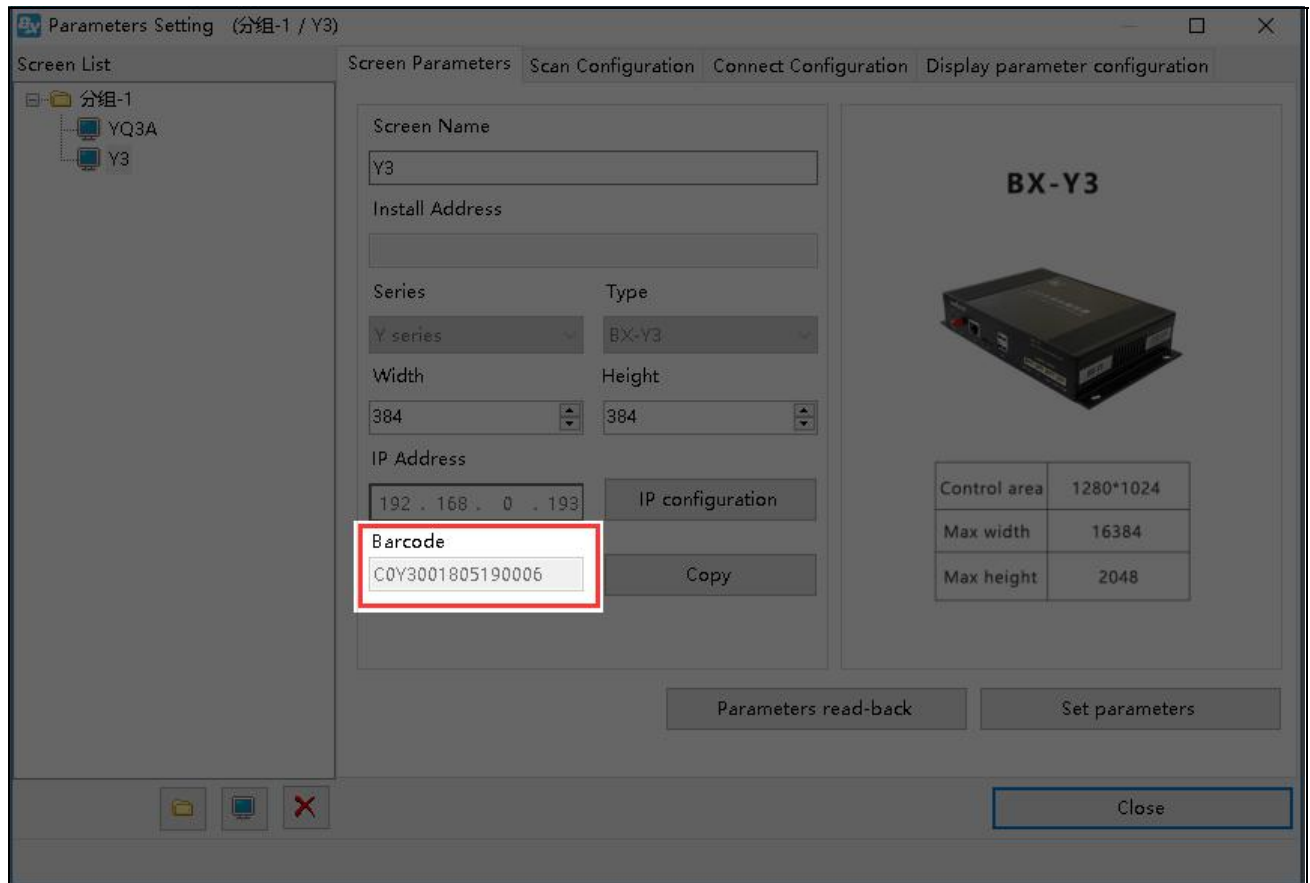 Parameters Setting (分组-1 / Y3)
Screen List
Screen Parameters Scan Configuration Connect Configuration Display parameter configuration
分组-1
YQ3A
Y3
Screen Name
Y3
Install Address
Series Type
Y series BX-Y3
Width Height
384 384
IP Address
192 . 168 . 0 . 193 IP configuration
Barcode
C0Y3001805190006 Copy
BX-Y3
Control area 1280*1024
Max width 16384
Max height 2048
Parameters read-back Set parameters
Close